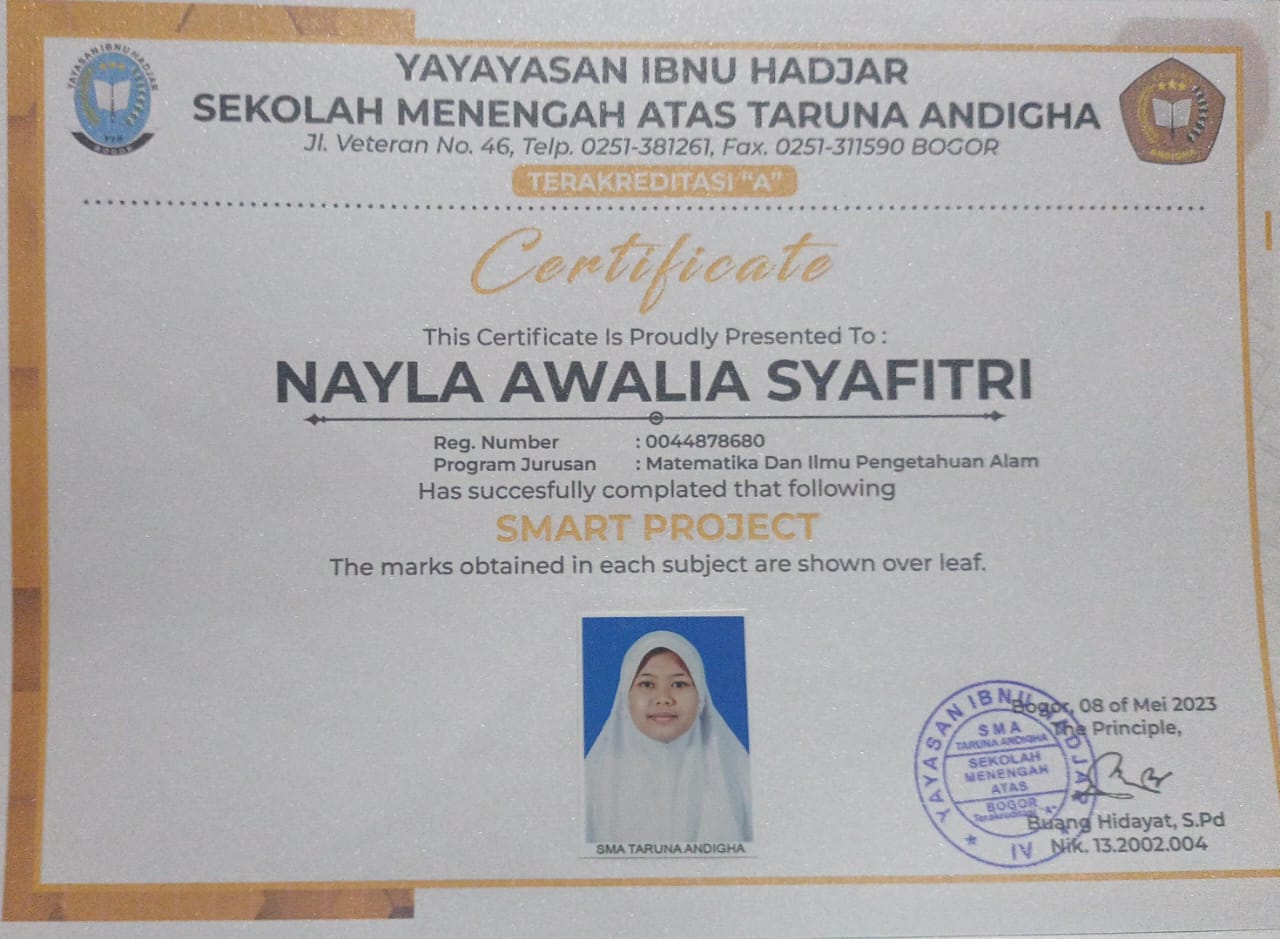 YAYASAN IBNU HADJAR
BOGOR
YAYAYASAN IBNU HADJAR
SEKOLAH MENENGAH ATAS TARUNA ANDIGHA
Jl. Veteran No. 46, Telp. 0251-381261, Fax. 0251-311590 BOGOR
TERAKREDITASI "A"
TARUNA
ANDIGHA
Certificate
This Certificate Is Proudly Presented To :
NAYLA AWALIA SYAFITRI
Reg. Number : 0044878680
Program Jurusan : Matematika Dan Ilmu Pengetahuan Alam
Has succesfully complated that following
SMART PROJECT
The marks obtained in each subject are shown over leaf.
SMA TARUNA ANDIGHA
Bogor, 08 of Mei 2023
The Principle,
YAYASAN IBNU HADJAR
SMA
TARUNA ANDIGHA
SEKOLAH
MENENGAH
ATAS
BOGOR
Terakreditasi "A"
IV
Buang Hidayat, S.Pd
Nik. 13.2002.004